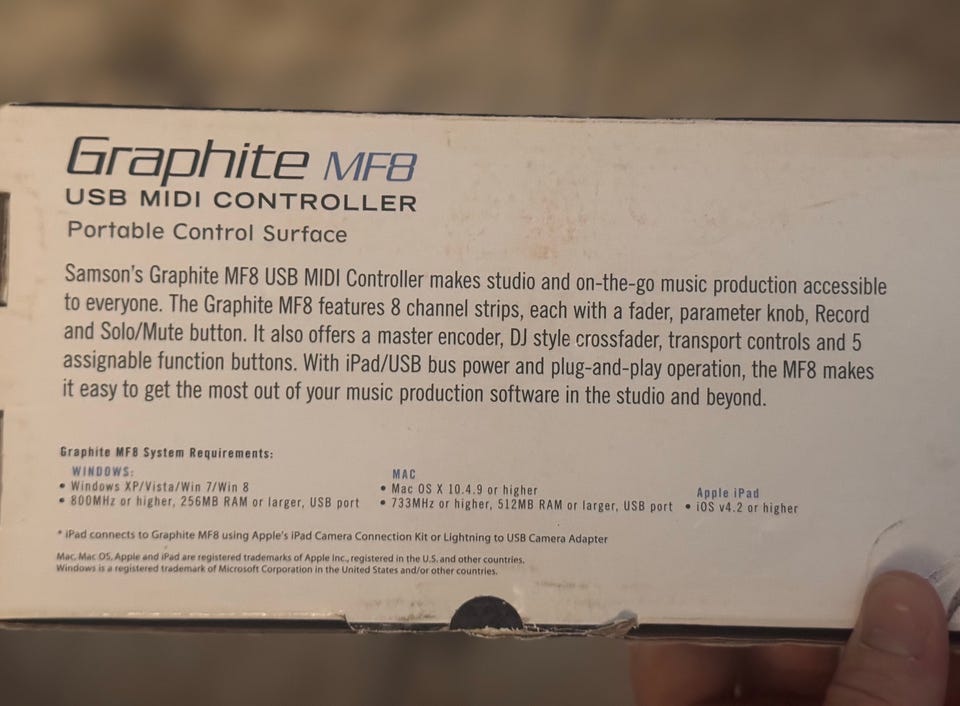 Graphite MF8
USB MIDI CONTROLLER
Portable Control Surface
Samson's Graphite MF8 USB MIDI Controller makes studio and on-the-go music production accessible
to everyone. The Graphite MF8 features 8 channel strips, each with a fader, parameter knob, Record
and Solo/Mute button. It also offers a master encoder, DJ style crossfader, transport controls and 5
assignable function buttons. With iPad/USB bus power and plug-and-play operation, the MF8 makes
it easy to get the most out of your music production software in the studio and beyond.
Graphite MF8 System Requirements:
WINDOWS:
• Windows XP/Vista/Win 7/Win 8
• 800MHz or higher, 256MB RAM or larger, USB port
MAC
• Mac OS X 10.4.9 or higher
• 733MHz or higher, 512MB RAM or larger, USB port
Apple iPad
• iOS v4.2 or higher
* iPad connects to Graphite MF8 using Apple's iPad Camera Connection Kit or Lightning to USB Camera Adapter
Mac, Mac OS, Apple and iPad are registered trademarks of Apple Inc., registered in the U.S. and other countries.
Windows is a registered trademark of Microsoft Corporation in the United States and/or other countries.